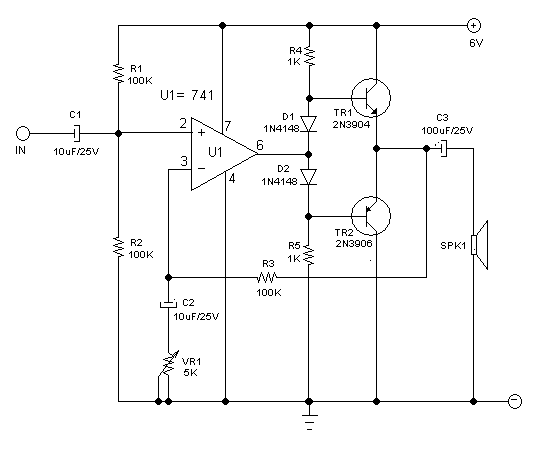 R4
1K
+
6V
R1
100K
U1= 741
TR1
2N3904
C1
IN
10uF/25V
2
+
7
U1
6
3
−
4
D1
1N4148
D2
1N4148
C3
100uF/25V
TR2
2N3906
R2
100K
R5
1K
R3
100K
SPK1
C2
10uF/25V
VR1
5K
−